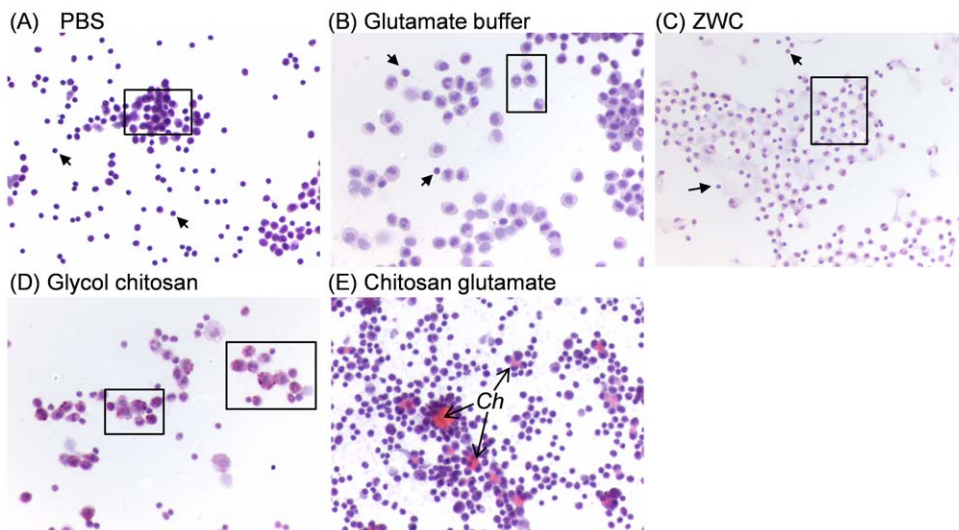 (A) PBS
(B) Glutamate buffer
(C) ZWC
(D) Glycol chitosan
(E) Chitosan glutamate
Ch